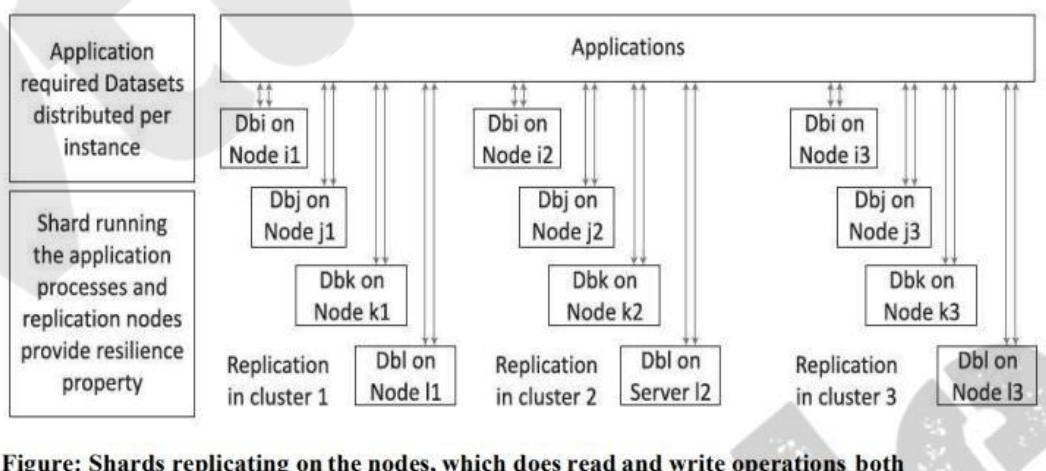 Application
required Datasets
distributed per
instance
Applications
Dbi on
Node i1
Dbi on
Node i2
Dbi on
Node i3
Shard running
the application
processes and
replication nodes
provide resilience
property
Dbj on
Node j1
Dbj on
Node j2
Dbj on
Node j3
Dbk on
Node k1
Dbk on
Node k2
Dbk on
Node k3
Replication
in cluster 1
Dbl on
Node l1
Replication
in cluster 2
Dbl on
Server l2
Replication
in cluster 3
Dbl on
Node l3
Figure: Shards replicating on the nodes, which does read and write operations both